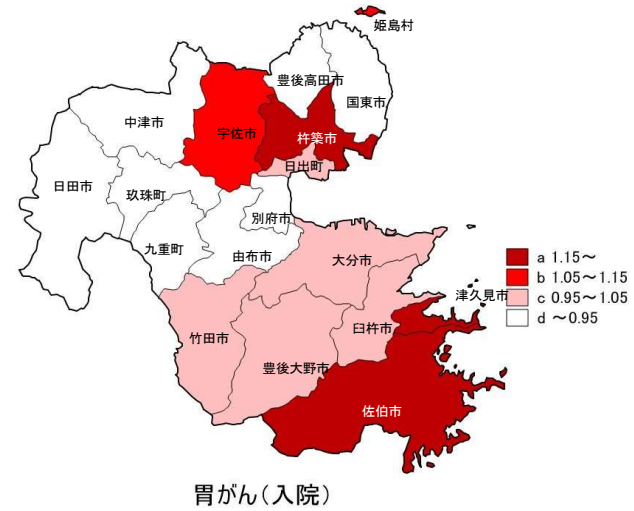 姫島村
豊後高田市
国東市
中津市
宇佐市
杵築市
日出町
日田市
玖珠町
別府市
九重町
由布市
大分市
a 1.15～
b 1.05～1.15
c 0.95～1.05
d ～0.95
津久見市
臼杵市
竹田市
豊後大野市
佐伯市
胃がん（入院）